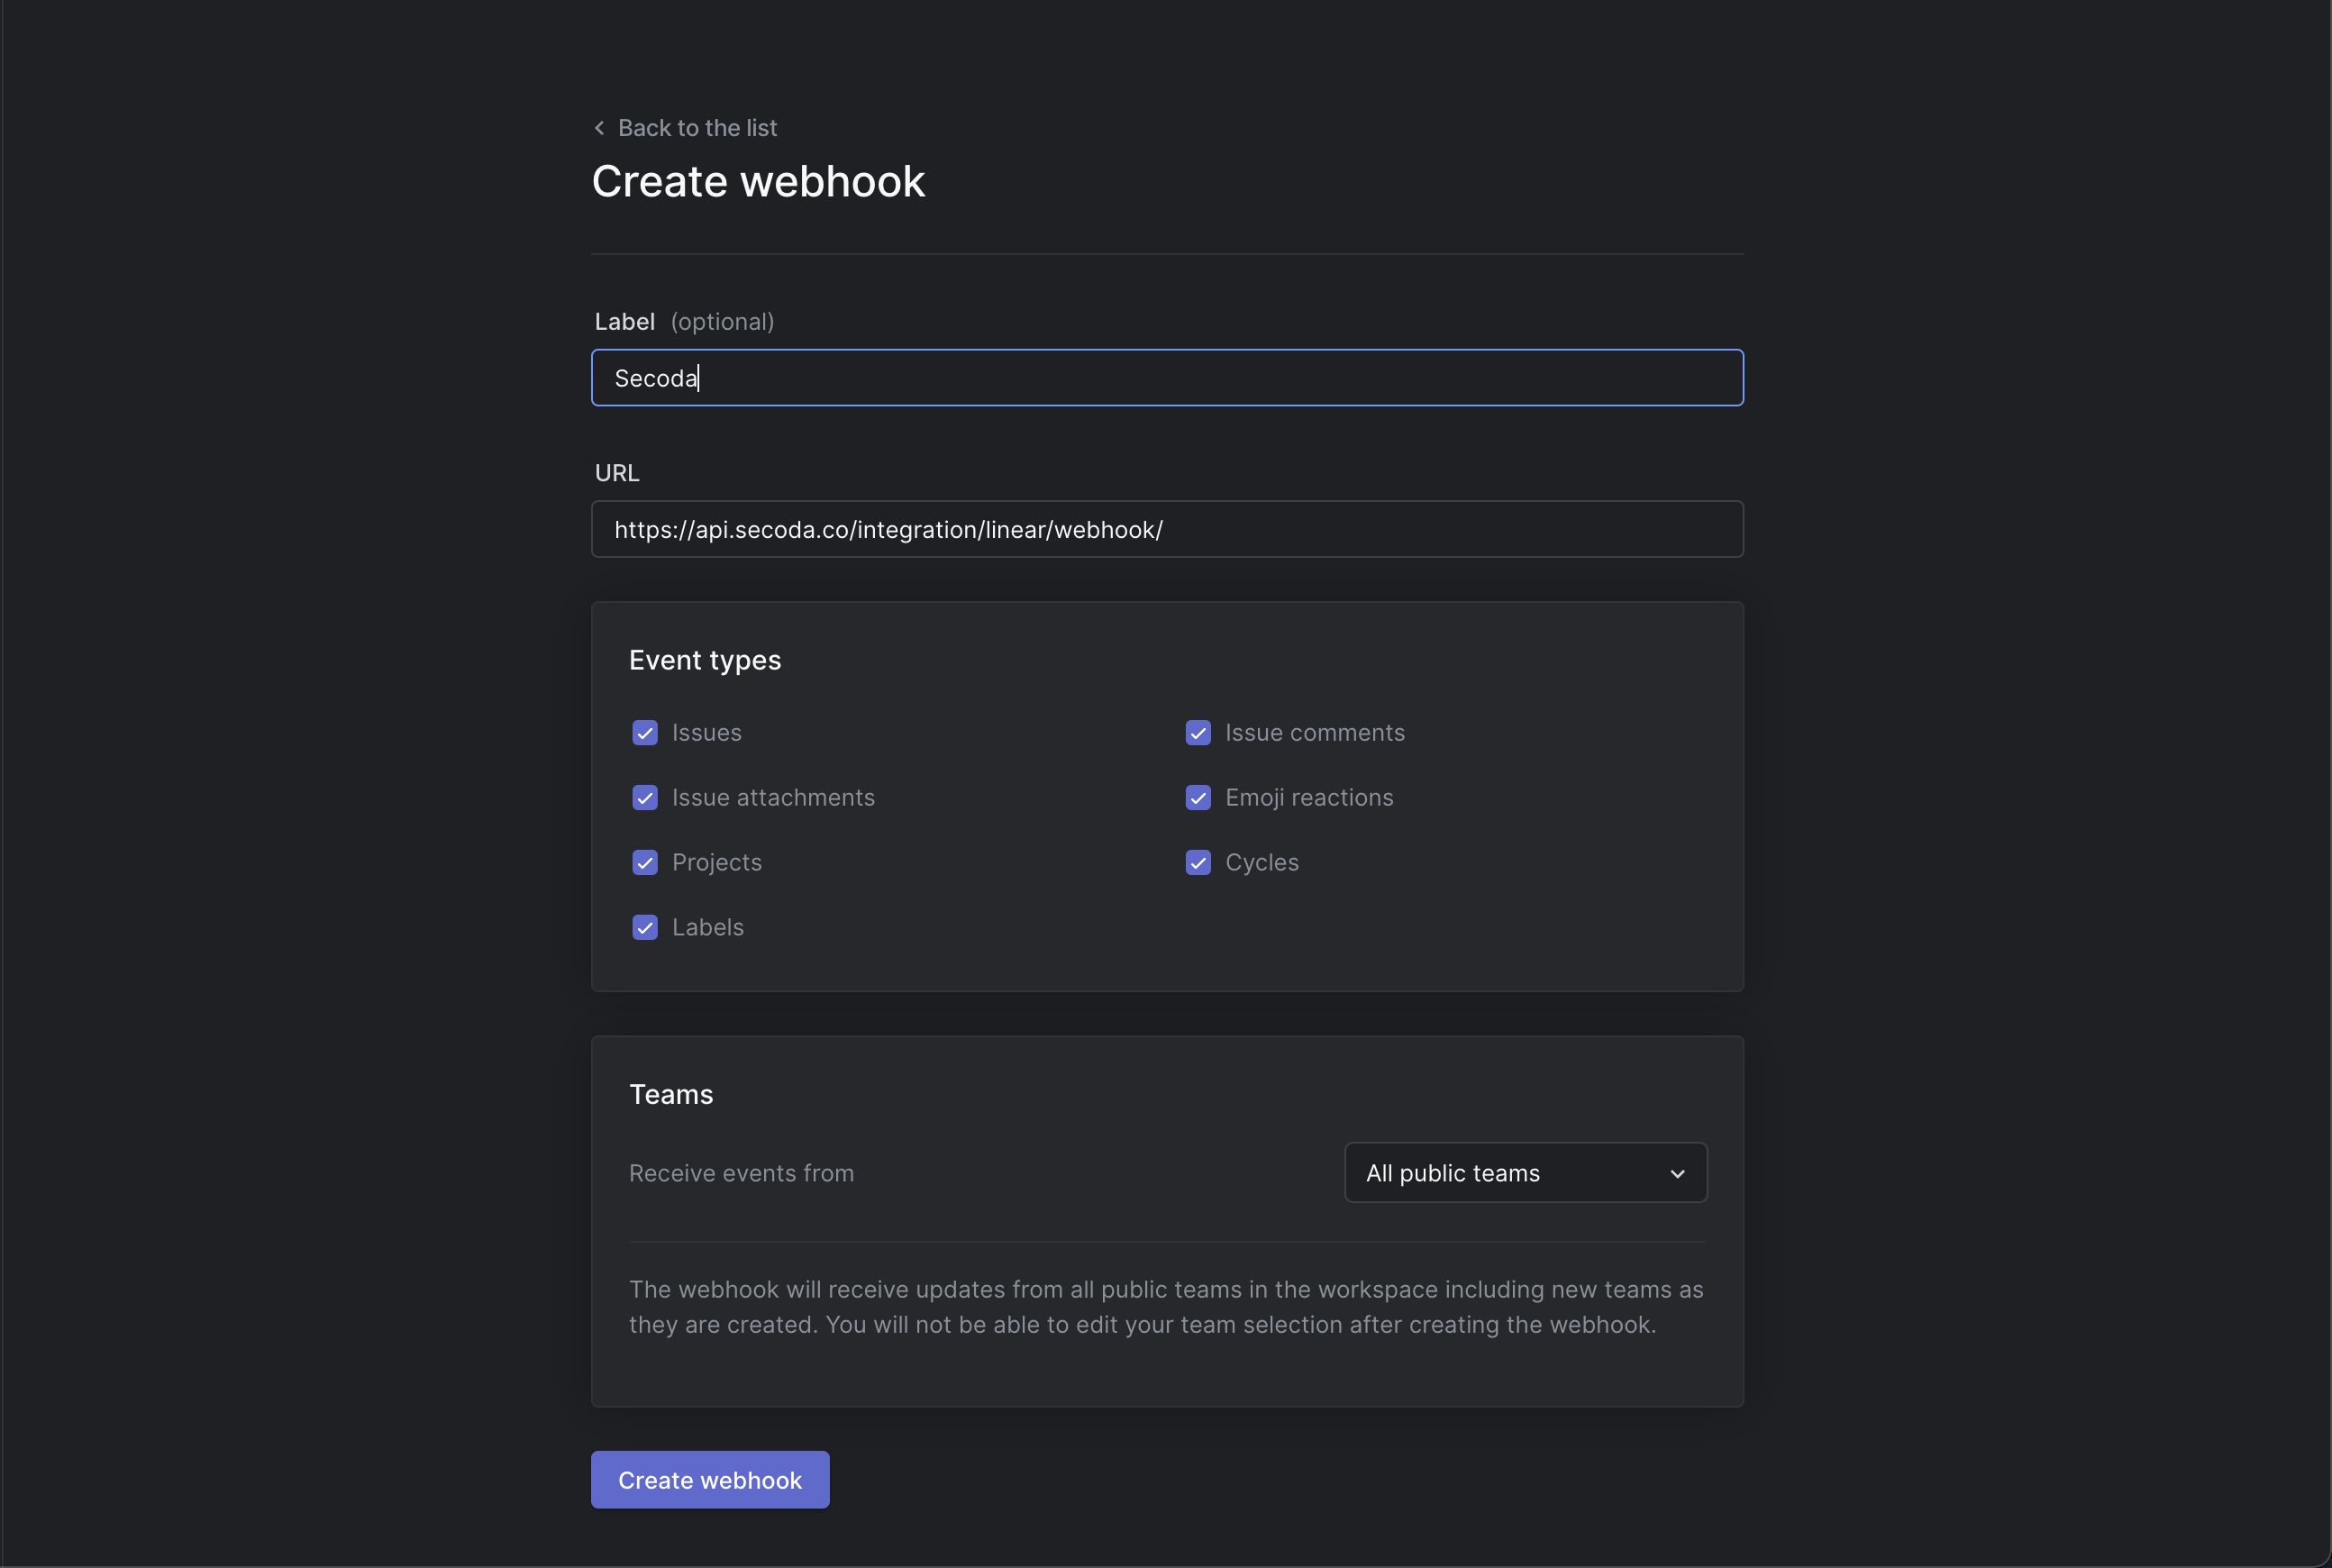 Back to the list
Create webhook
Label (optional)
Secoda
URL
https://api.secoda.co/integration/linear/webhook/
Event types
Issues
Issue comments
Issue attachments
Emoji reactions
Projects
Cycles
Labels
Teams
Receive events from
All public teams
The webhook will receive updates from all public teams in the workspace including new teams as
they are created. You will not be able to edit your team selection after creating the webhook.
Create webhook